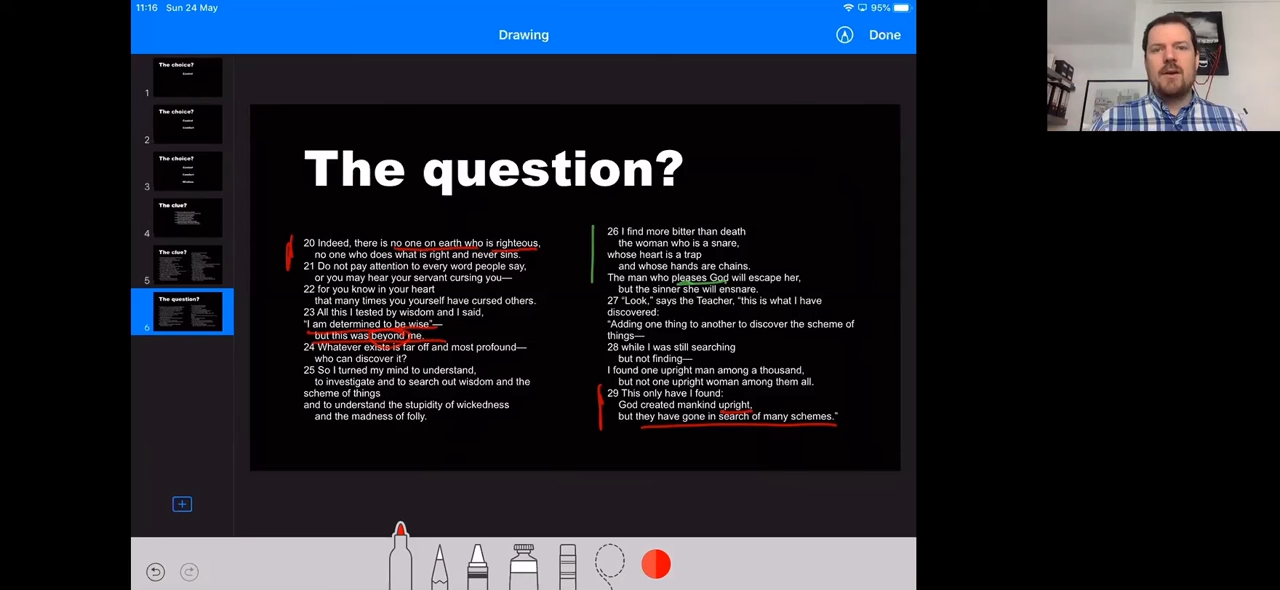 11:16 Sun 24 May
95%
Drawing
Done
The choice?
Control
1
The choice?
Control
Comfort
2
The choice?
Control
Comfort
3
The clue?
4
The clue?
5
The question?
6
The question?
20 Indeed, there is no one on earth who is righteous,
no one who does what is right and never sins.
21 Do not pay attention to every word people say,
or you may hear your servant cursing you—
22 for you know in your heart
that many times you yourself have cursed others.
23 All this I tested by wisdom and I said,
“I am determined to be wise”—
but this was beyond me.
24 Whatever exists is far off and most profound—
who can discover it?
25 So I turned my mind to understand,
to investigate and to search out wisdom and the
scheme of things
and to understand the stupidity of wickedness
and the madness of folly.
26 I find more bitter than death
the woman who is a snare,
whose heart is a trap
and whose hands are chains.
The man who pleases God will escape her,
but the sinner she will ensnare.
27 “Look,” says the Teacher, “this is what I have
discovered:
“Adding one thing to another to discover the scheme of
things—
28 while I was still searching
but not finding—
I found one upright man among a thousand,
but not one upright woman among them all.
29 This only have I found:
God created mankind upright,
but they have gone in search of many schemes.”